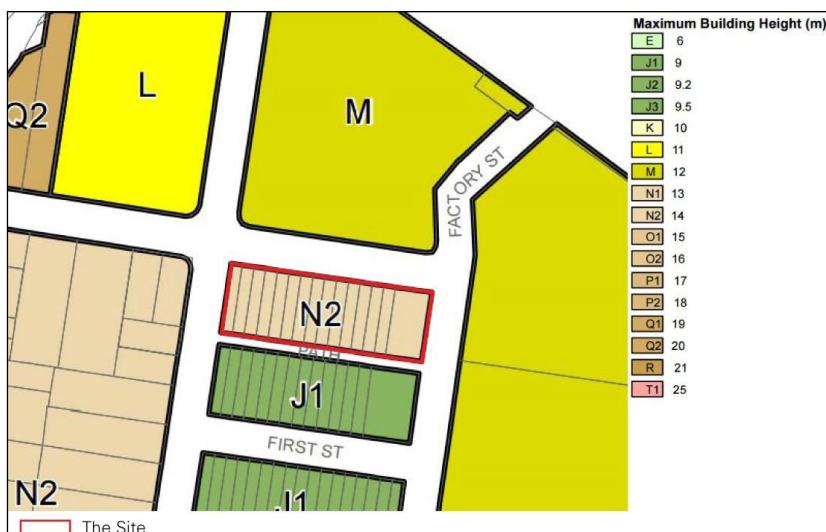 Maximum Building Height (m)
E 6
J1 9
J2 9.2
J3 9.5
K 10
L 11
M 12
N1 13
N2 14
O1 15
O2 16
P1 17
P2 18
Q1 19
Q2 20
R 21
T1 25
L
M
Q2
FACTORY ST
N2
PATH
J1
FIRST ST
N2
J1
The Site